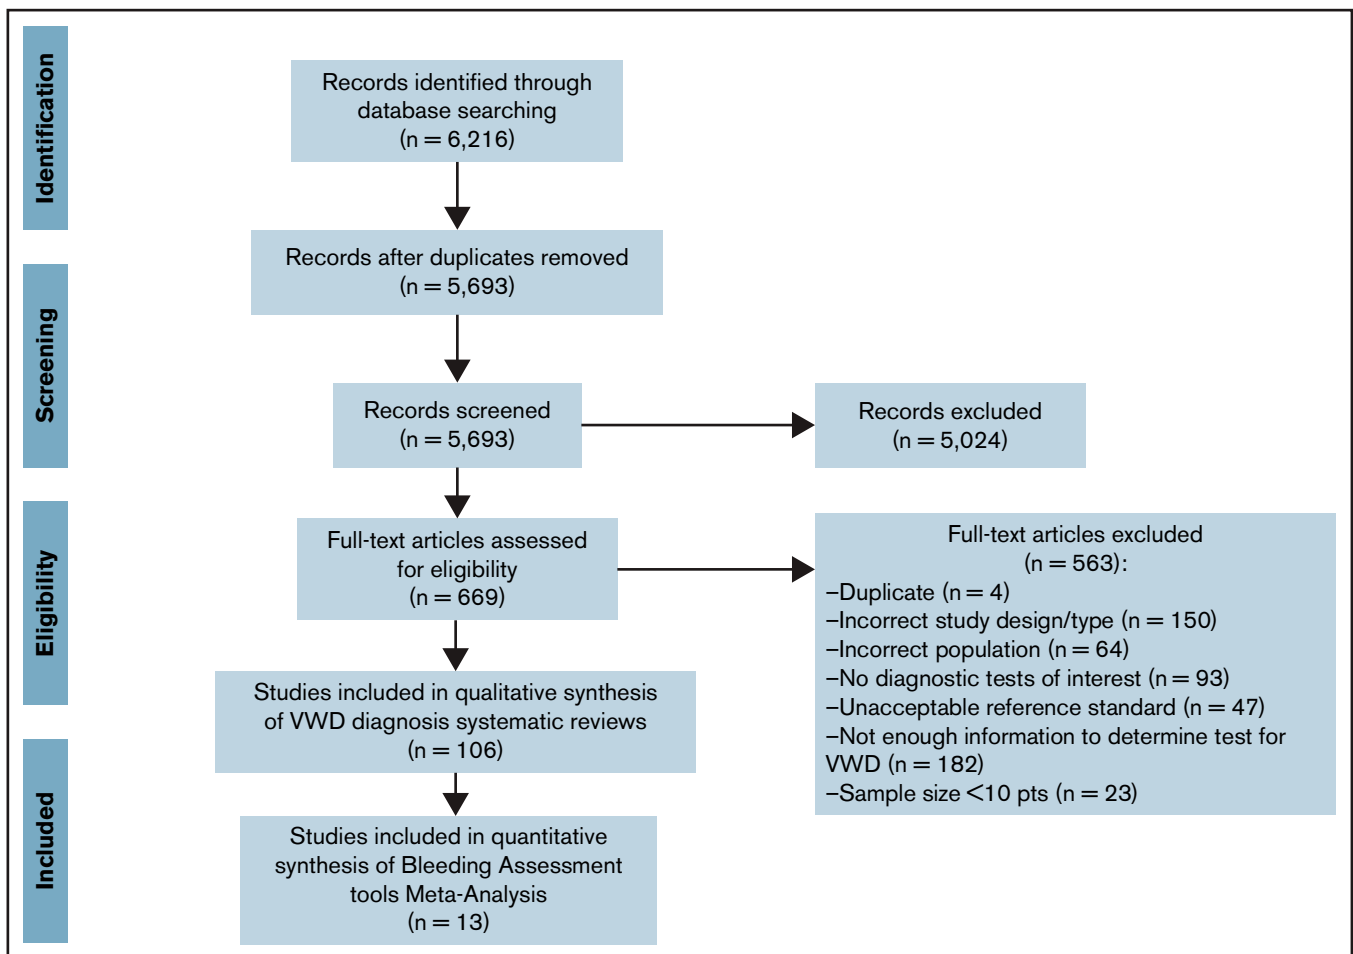 Identification
Records identified through
database searching
(n = 6,216)
Records after duplicates removed
(n = 5,693)
Screening
Records screened
(n = 5,693)
Records excluded
(n = 5,024)
Eligibility
Full-text articles assessed
for eligibility
(n = 669)
Full-text articles excluded
(n = 563):
–Duplicate (n = 4)
–Incorrect study design/type (n = 150)
–Incorrect population (n = 64)
–No diagnostic tests of interest (n = 93)
–Unacceptable reference standard (n = 47)
–Not enough information to determine test for
VWD (n = 182)
–Sample size <10 pts (n = 23)
Studies included in qualitative synthesis
of VWD diagnosis systematic reviews
(n = 106)
Included
Studies included in quantitative
synthesis of Bleeding Assessment
tools Meta-Analysis
(n = 13)